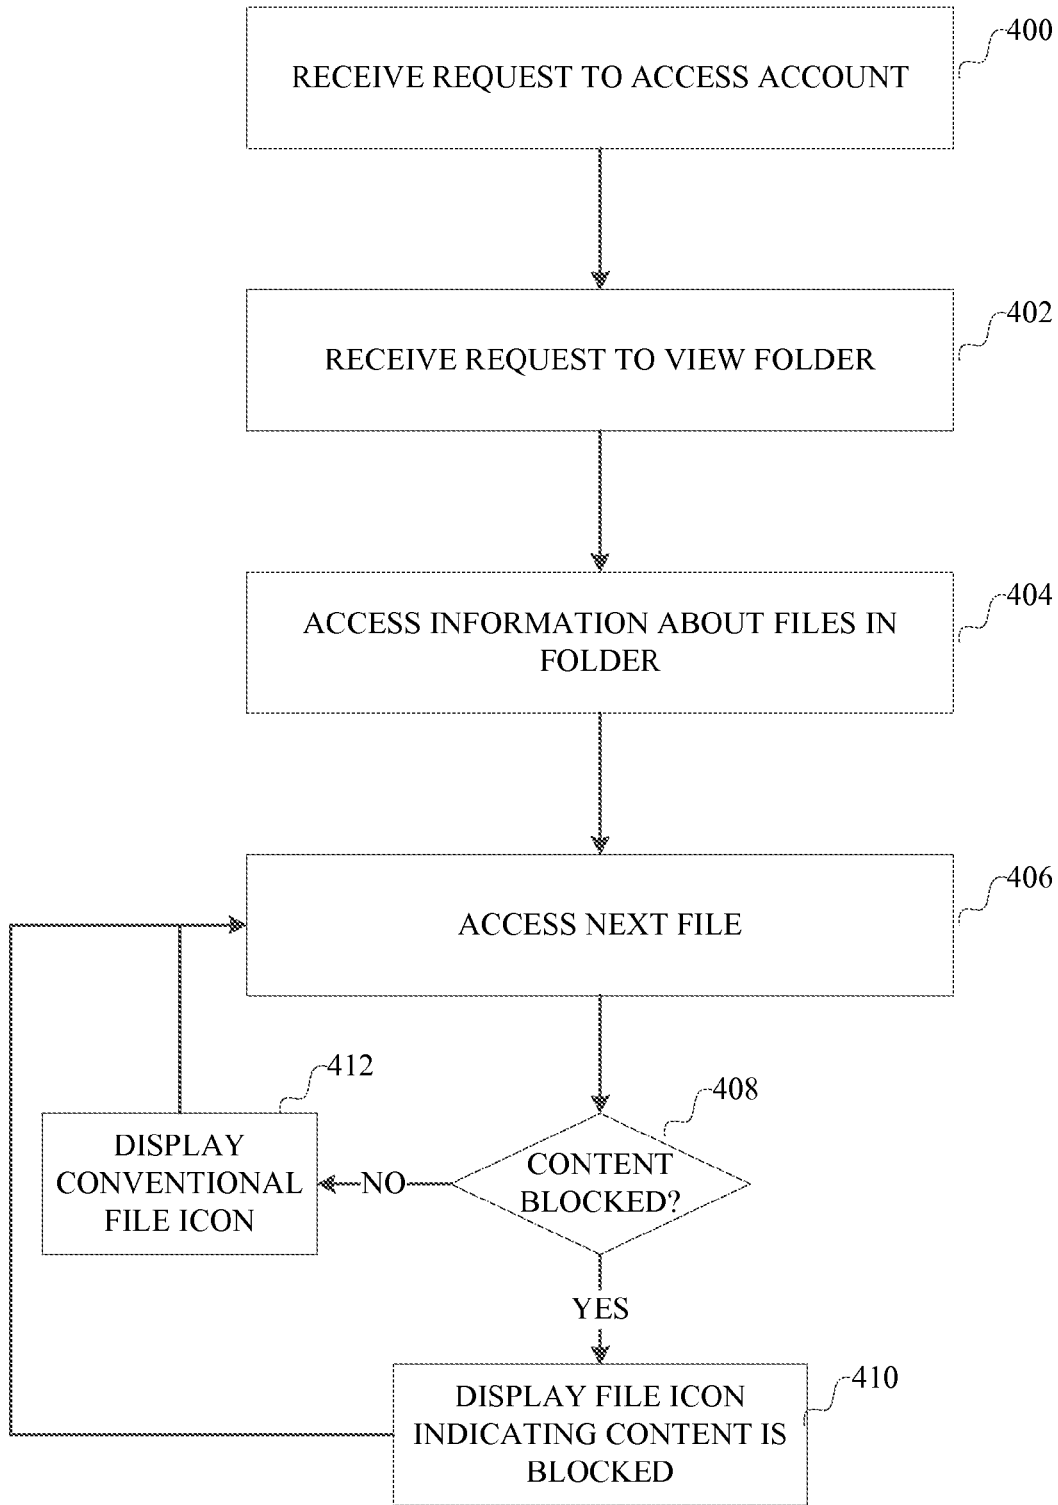 400
RECEIVE REQUEST TO ACCESS ACCOUNT
402
RECEIVE REQUEST TO VIEW FOLDER
404
ACCESS INFORMATION ABOUT FILES IN
FOLDER
406
ACCESS NEXT FILE
412
408
DISPLAY
CONVENTIONAL
FILE ICON
NO
CONTENT
BLOCKED?
YES
410
DISPLAY FILE ICON
INDICATING CONTENT IS
BLOCKED